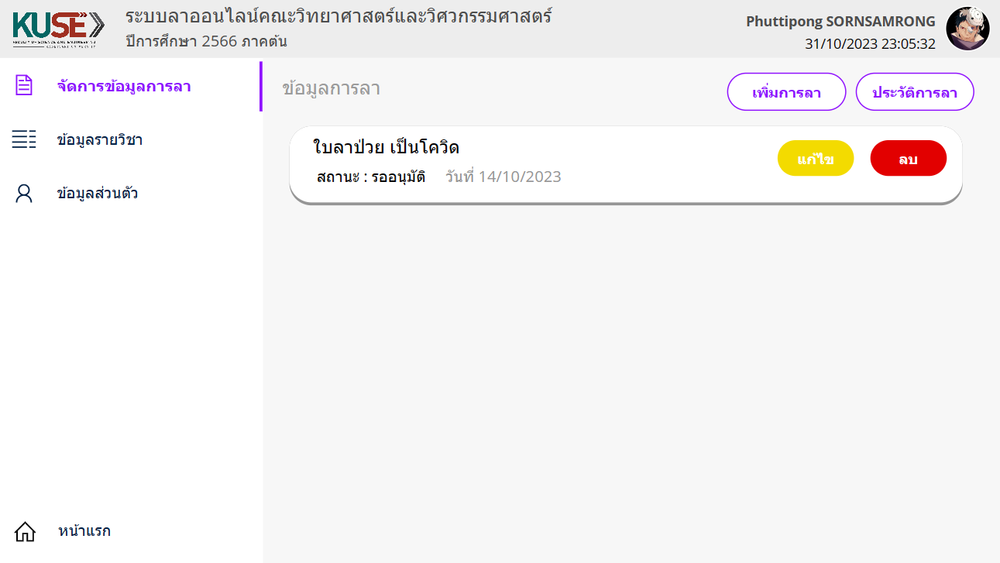 KUSE
FACULTY OF SCIENCE AND ENGINEERING
ระบบลาออนไลน์คณะวิทยาศาสตร์และวิศวกรรมศาสตร์
ปีการศึกษา 2566 ภาคต้น
Phuttipong SORNSAMRONG
31/10/2023 23:05:32
จัดการข้อมูลการลา
ข้อมูลรายวิชา
ข้อมูลส่วนตัว
หน้าแรก
ข้อมูลการลา
เพิ่มการลา
ประวัติการลา
ใบลาป่วย เป็นโควิด
สถานะ : รออนุมัติ วันที่ 14/10/2023
แก้ไข
ลบ